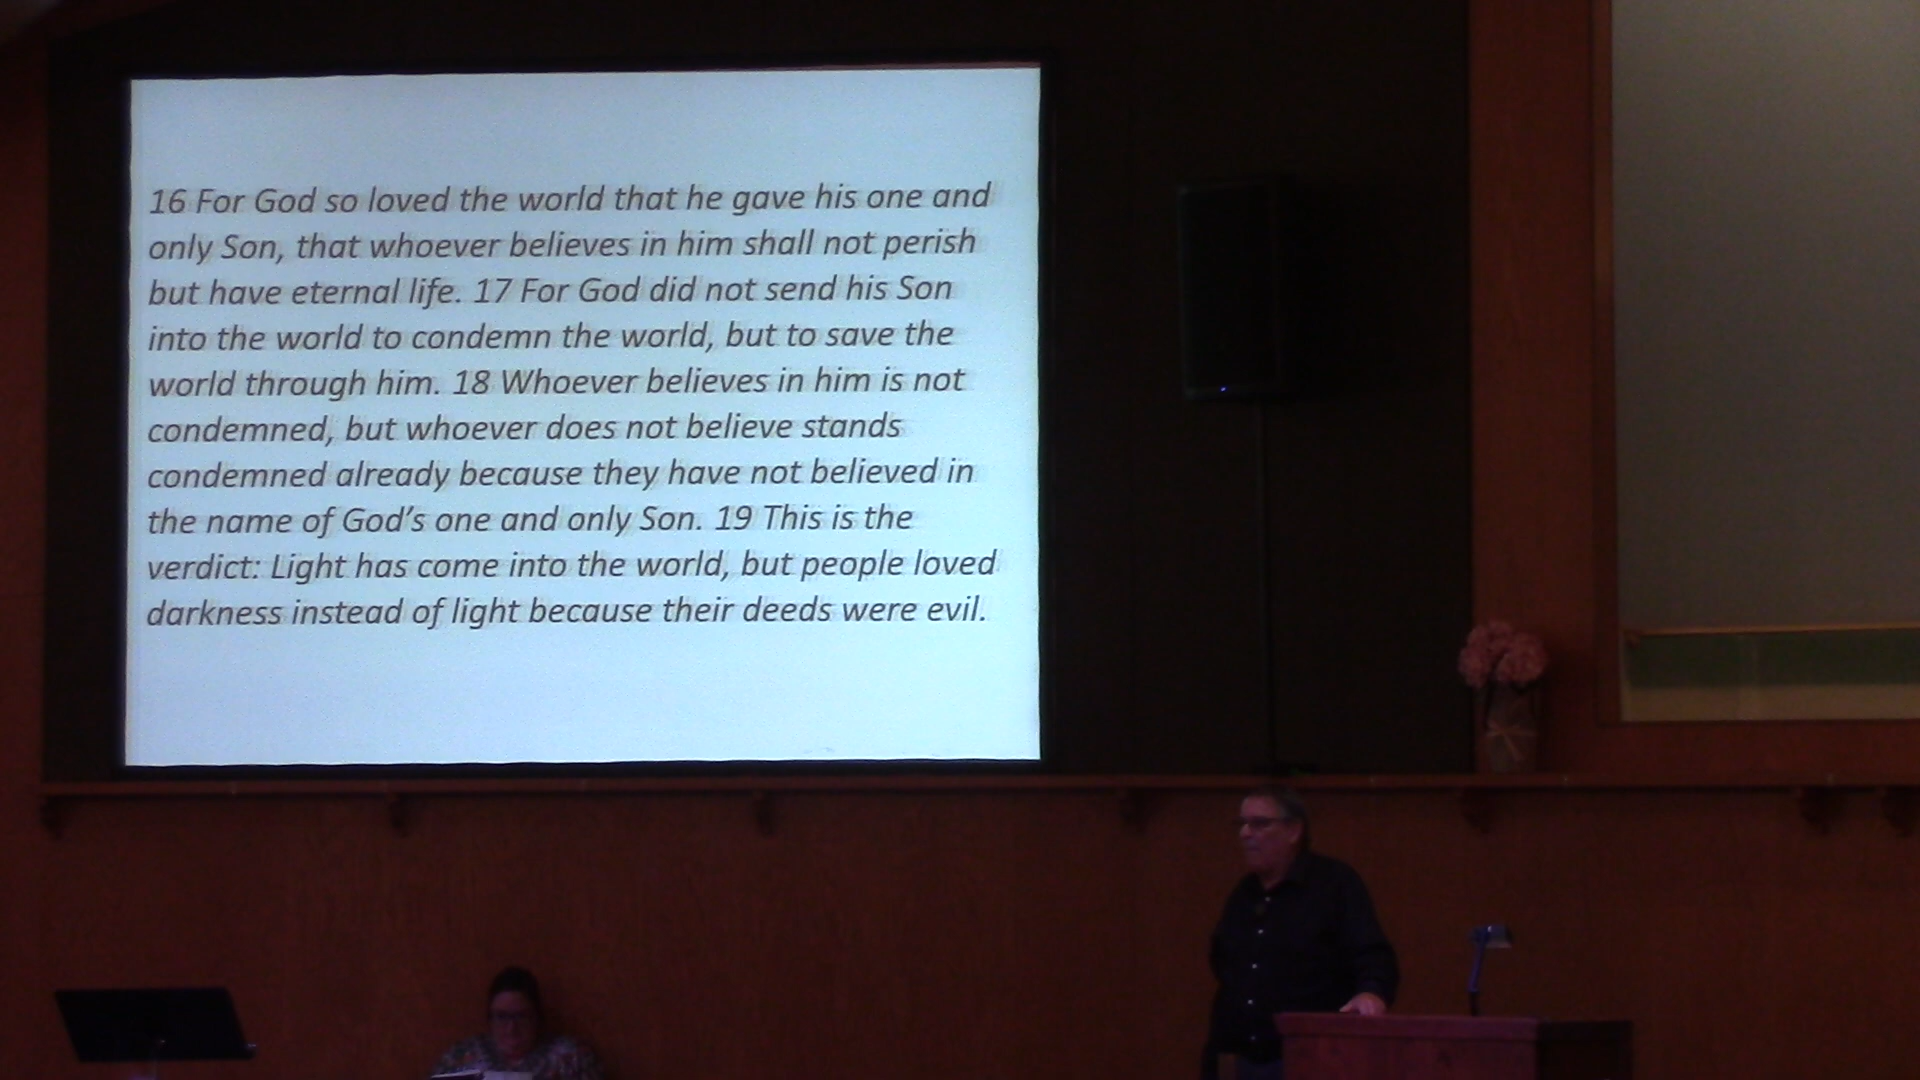 16 For God so loved the world that he gave his one and
only Son, that whoever believes in him shall not perish
but have eternal life. 17 For God did not send his Son
into the world to condemn the world, but to save the
world through him. 18 Whoever believes in him is not
condemned, but whoever does not believe stands
condemned already because they have not believed in
the name of God’s one and only Son. 19 This is the
verdict: Light has come into the world, but people loved
darkness instead of light because their deeds were evil.